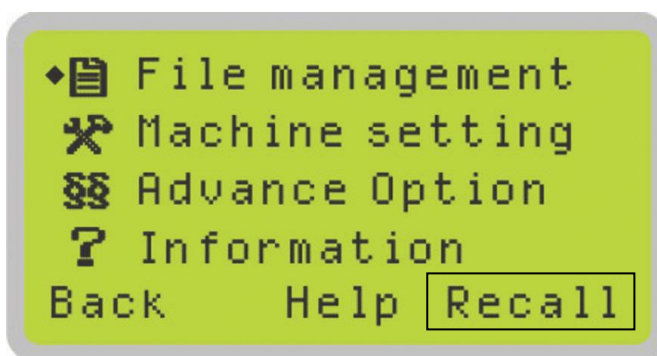 File management
Machine setting
Advance Option
Information
Back Help Recall